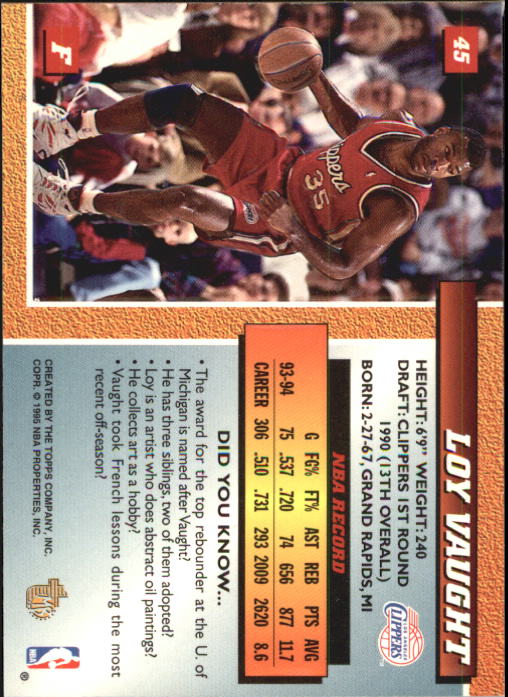 45
LOY VAUGHT
HEIGHT: 6'9" WEIGHT: 240
DRAFT: CLIPPERS 1ST ROUND
1990 (13TH OVERALL)
BORN: 2-27-67, GRAND RAPIDS, MI
CLIPPERS
NBA RECORD
G FG% FT% AST REB PTS AVG
93-94 75 .537 .720 74 656 877 11.7
CAREER 306 .510 .731 293 2009 2620 8.6
DID YOU KNOW...
• The award for the top rebounder at the U. of
Michigan is named after Vaught?
• He has three siblings, two of them adopted?
• Loy is an artist who does abstract oil paintings?
• He collects art as a hobby?
• Vaught took French lessons during the most
recent off-season?
CREATED BY THE TOPPS COMPANY, INC.
COPR. © 1995 NBA PROPERTIES, INC.
NBA
®
F
Clippers
35